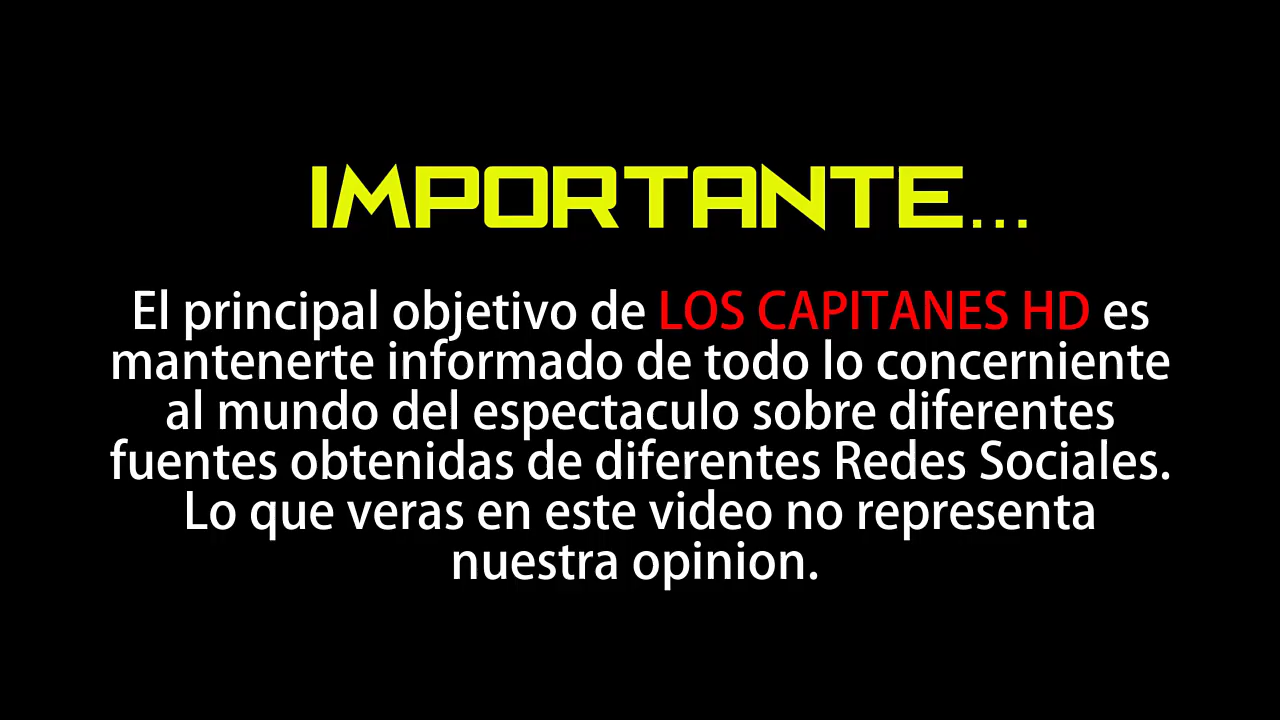 IMPORTANTE...
El principal objetivo de LOS CAPITANES HD es
mantenerte informado de todo lo concerniente
al mundo del espectaculo sobre diferentes
fuentes obtenidas de diferentes Redes Sociales.
Lo que veras en este video no representa
nuestra opinion.